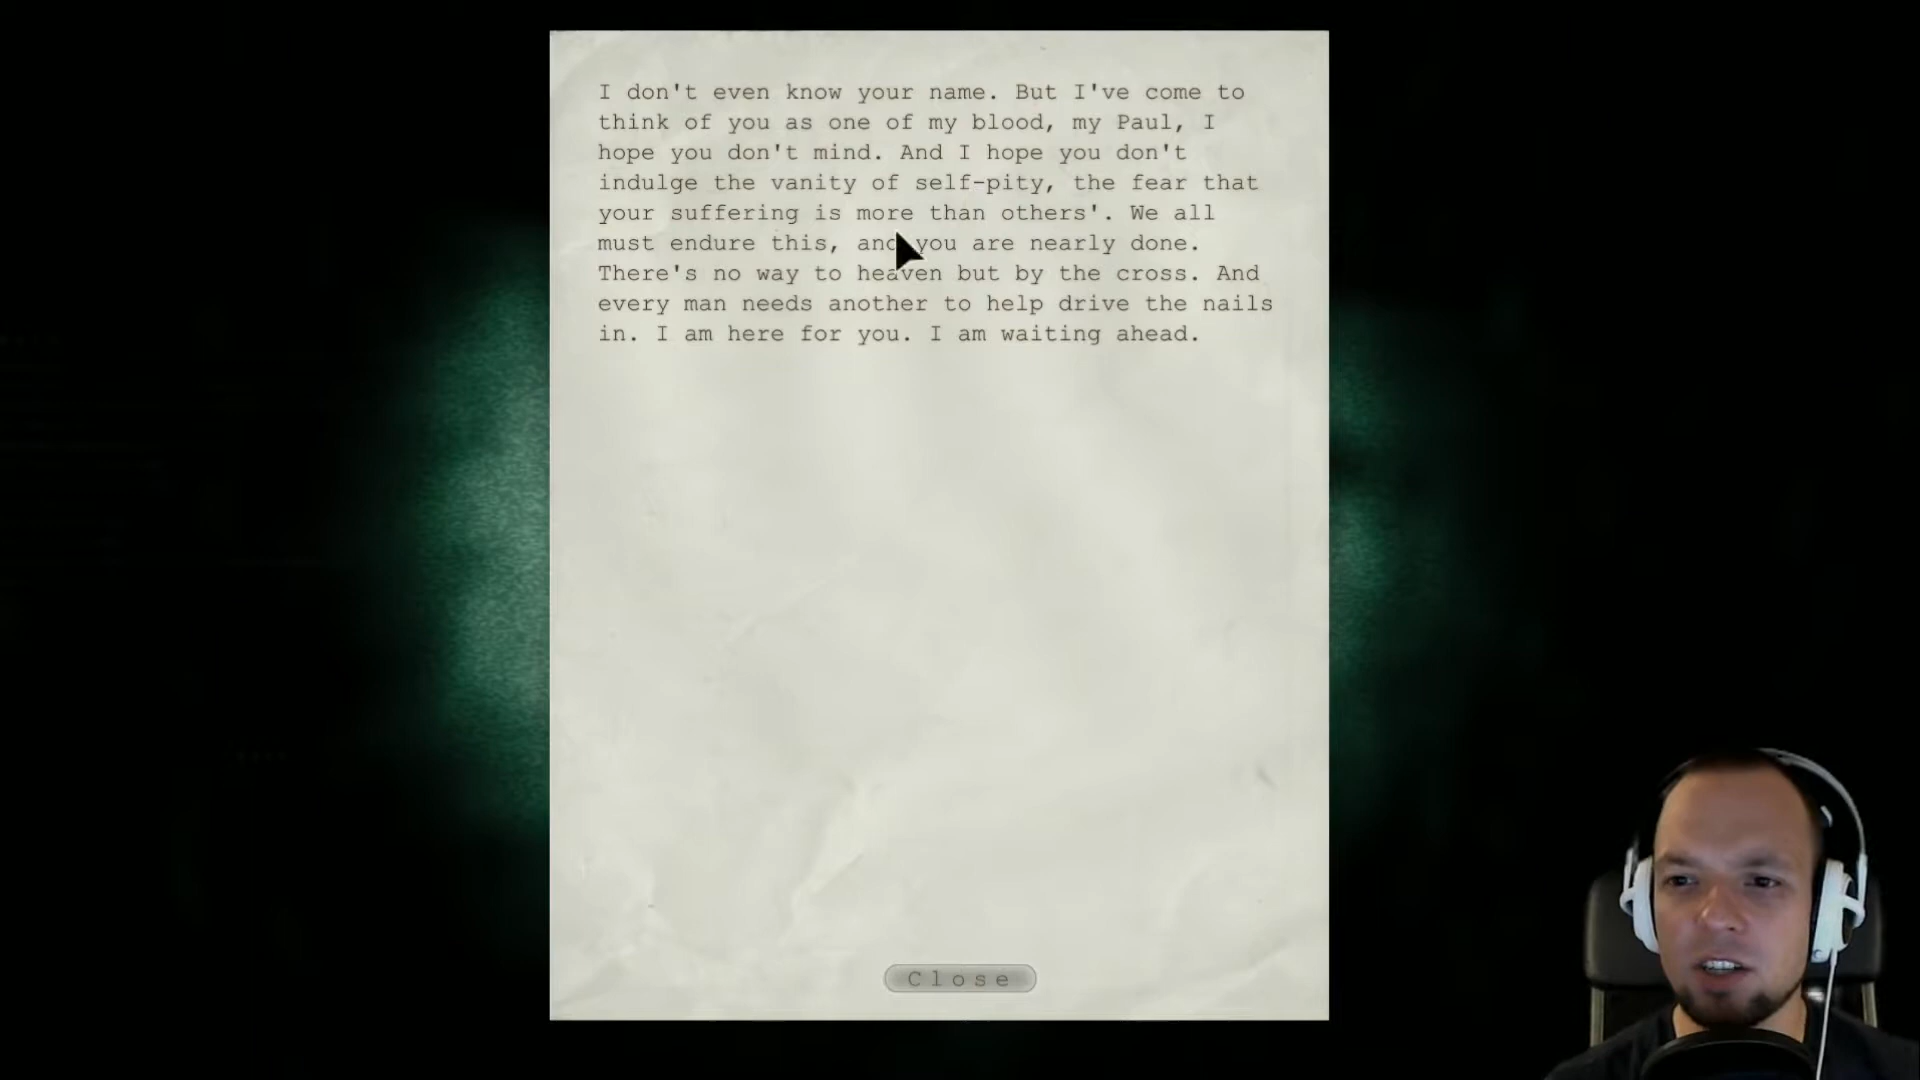 I don't even know your name. But I've come to
think of you as one of my blood, my Paul, I
hope you don't mind. And I hope you don't
indulge the vanity of self-pity, the fear that
your suffering is more than others'. We all
must endure this, and you are nearly done.
There's no way to heaven but by the cross. And
every man needs another to help drive the nails
in. I am here for you. I am waiting ahead.
Close